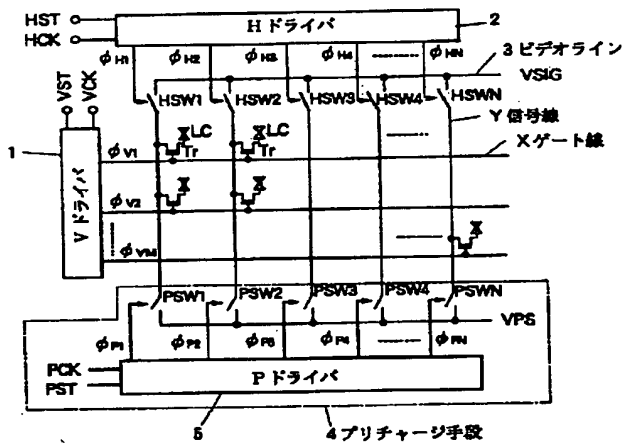 HST
HCK
Hドライバ
2
φH1 φH2 φH3 φH4 ……… φHN
3 ビデオライン
VSIG
HSW1 HSW2 HSW3 HSW4 HSWN
Y 信号線
Xゲート線
VST
VCK
1
Vドライバ
LC
Tr
LC
Tr
φV1
φV2
φVM
PSW1 PSW2 PSW3 PSW4 PSWN
VPS
φP1 φP2 φP3 φP4 ……… φPN
PCK
PST
Pドライバ
5
4 プリチャージ手段